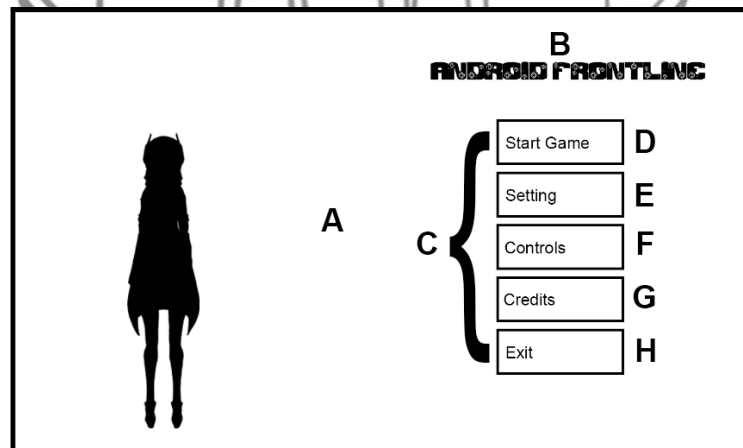 B
ANDROID FRONTLINE
Start Game D
Setting E
A
Controls F
C
Credits G
Exit H